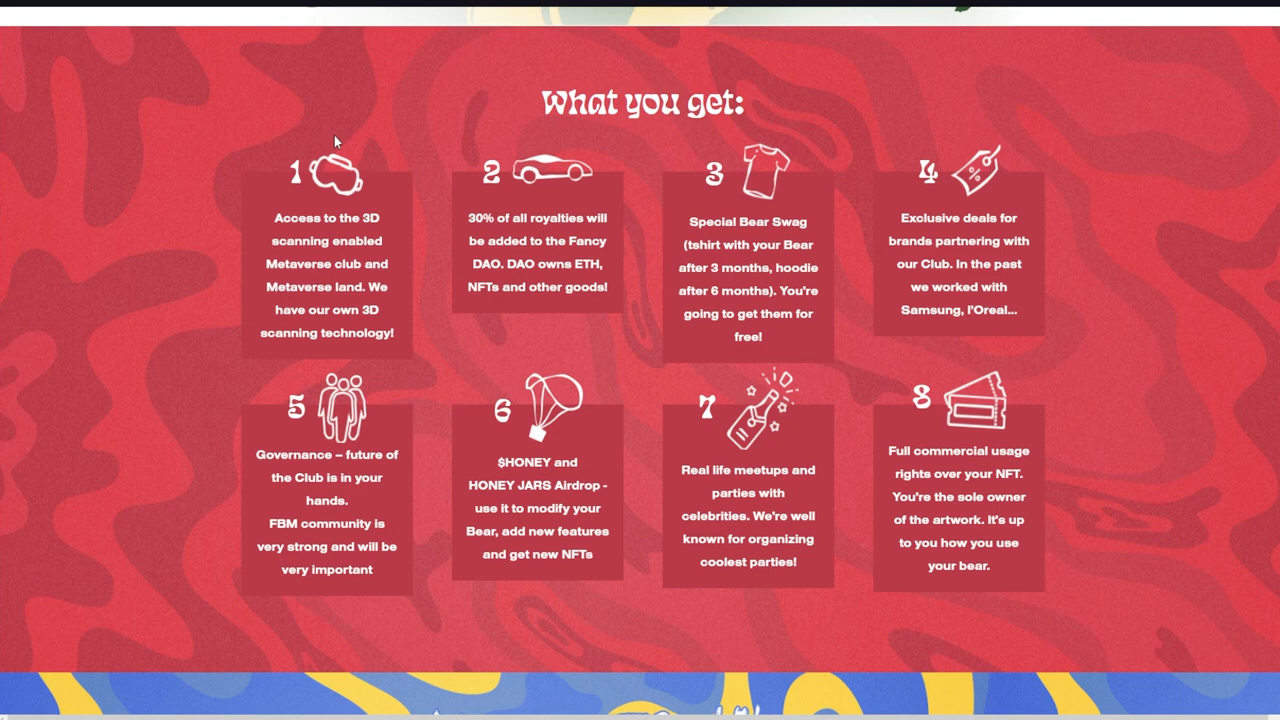 What you get:
1
Access to the 3D
scanning enabled
Metaverse club and
Metaverse land. We
have our own 3D
scanning technology!
2
30% of all royalties will
be added to the Fancy
DAO. DAO owns ETH,
NFTs and other goods!
3
Special Bear Swag
(tshirt with your Bear
after 3 months, hoodie
after 6 months). You're
going to get them for
free!
4
Exclusive deals for
brands partnering with
our Club. In the past
we worked with
Samsung, l'Oreal...
5
Governance – future of
the Club is in your
hands.
FBM community is
very strong and will be
very important
6
$HONEY and
HONEY JARS Airdrop -
use it to modify your
Bear, add new features
and get new NFTs
7
Real life meetups and
parties with
celebrities. We're well
known for organizing
coolest parties!
8
Full commercial usage
rights over your NFT.
You're the sole owner
of the artwork. It's up
to you how you use
your bear.